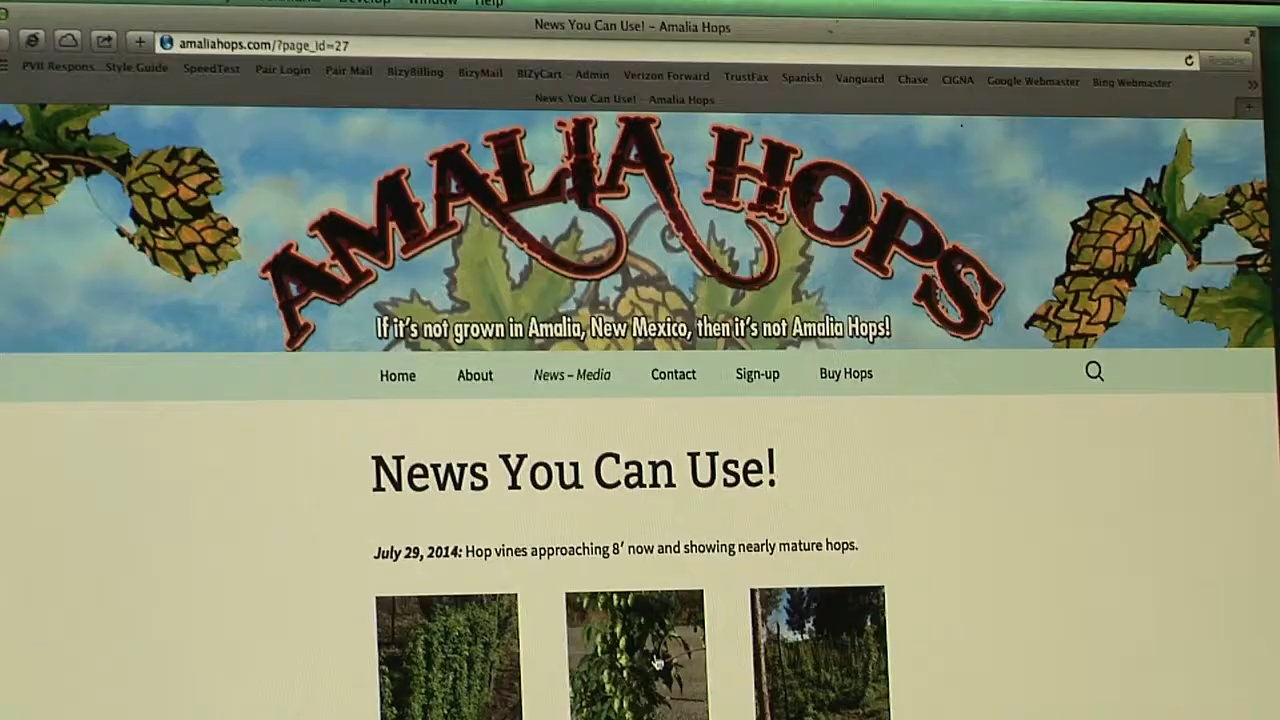 Window Help
News You Can Use! – Amalia Hops
amaliahops.com/?page_id=27
Reader
PVII Respons. Style Guide SpeedTest Pair Login Pair Mail BizyBilling BizyMail BIZyCart - Admin Verizon Forward TrustFax Spanish Vanguard Chase CIGNA Google Webmaster Bing Webmaster
News You Can Use! – Amalia Hops
AMALIA HOPS
If it's not grown in Amalia, New Mexico, then it's not Amalia Hops!
Home About News – Media Contact Sign-up Buy Hops
News You Can Use!
July 29, 2014: Hop vines approaching 8′ now and showing nearly mature hops.